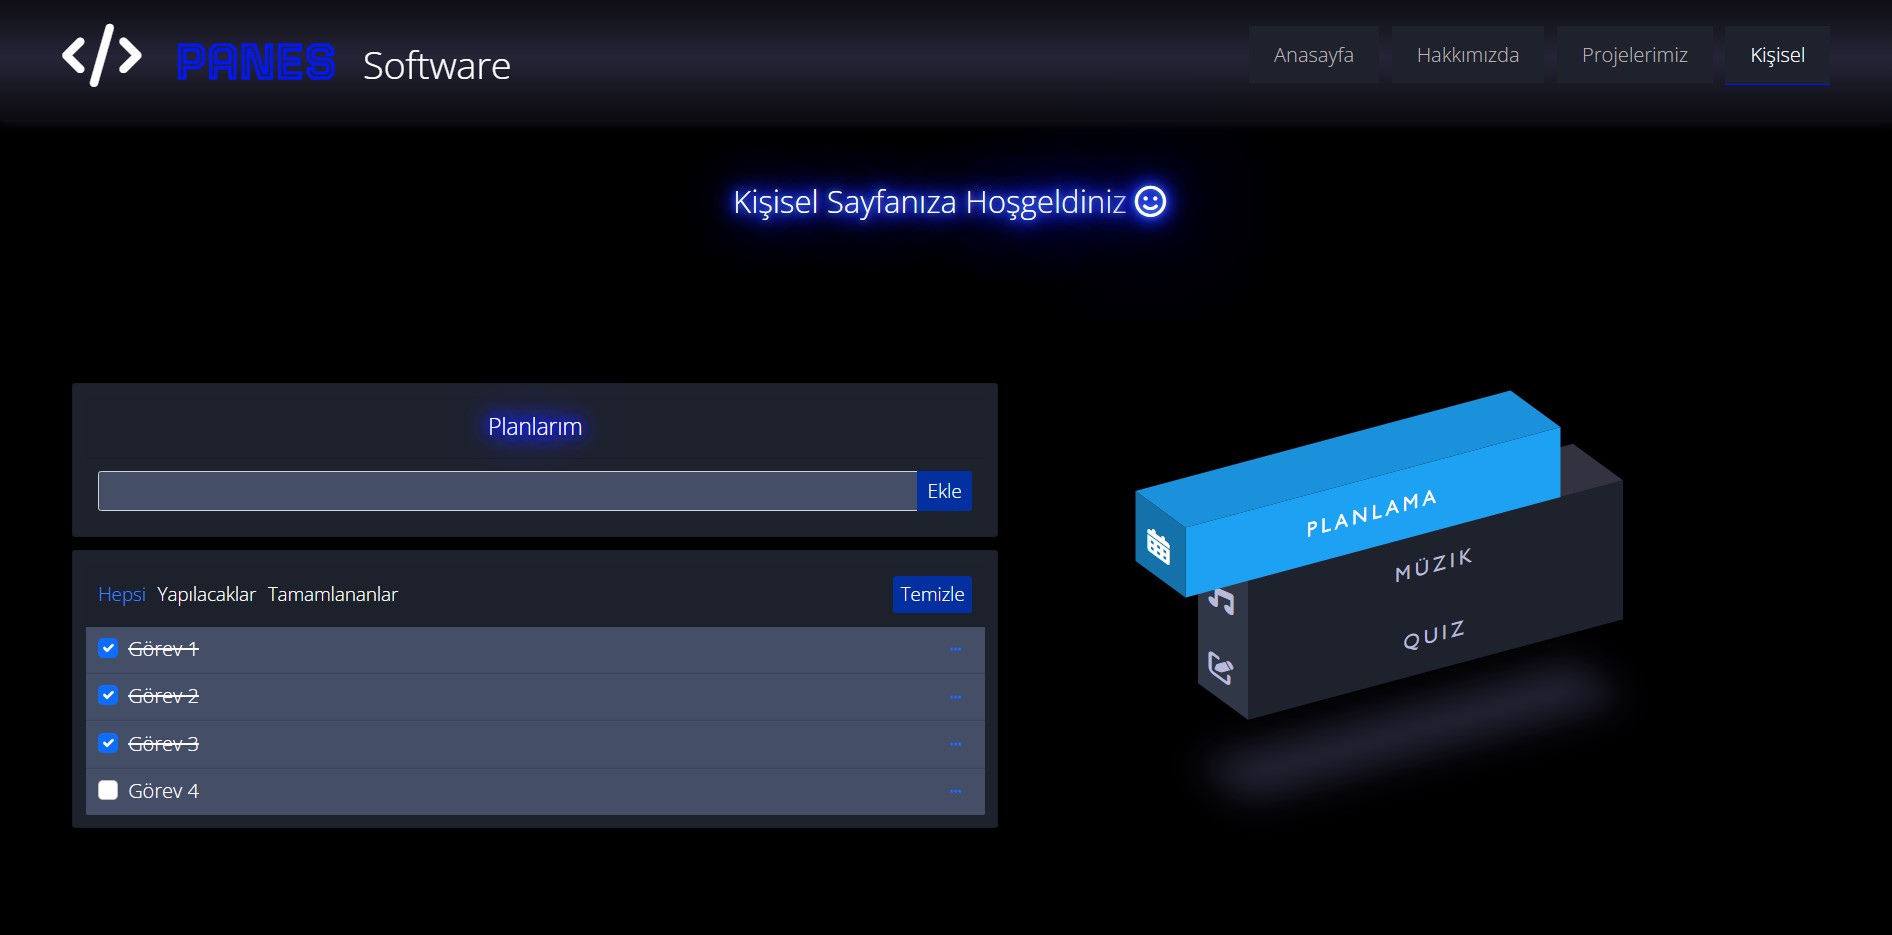 </> PANES Software
Anasayfa Hakkımızda Projelerimiz Kişisel
Kişisel Sayfanıza Hoşgeldiniz
Planlarım
Ekle
Hepsi Yapılacaklar Tamamlananlar Temizle
Görev 1
Görev 2
Görev 3
Görev 4
PLANLAMA
MÜZIK
QUIZ